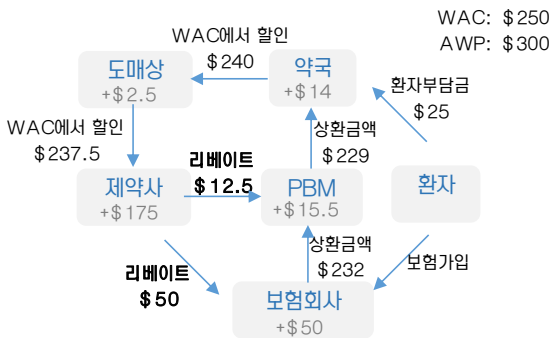 WAC: $250
AWP: $300
WAC에서 할인
$240
도매상
+$2.5
약국
+$14
환자부담금
$25
WAC에서 할인
$237.5
상환금액
$229
리베이트
$12.5
제약사
+$175
PBM
+$15.5
환자
상환금액
$232
보험가입
리베이트
$50
보험회사
+$50